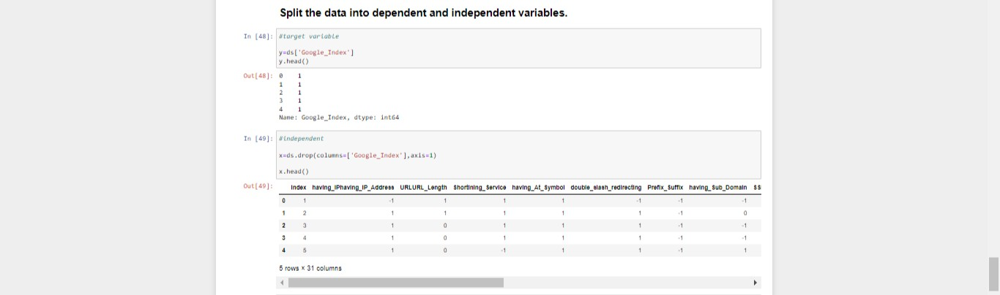 Split the data into dependent and independent variables.
In [48]: #target variable
y=ds['Google_Index']
y.head()
Out[48]: 0 1
1 1
2 1
3 1
4 1
Name: Google_Index, dtype: int64
In [49]: #independent
x=ds.drop(columns=['Google_Index'],axis=1)
x.head()
Out[49]:
index having_IPhaving_IP_Address URLURL_Length Shortining_Service having_At_Symbol double_slash_redirecting Prefix_Suffix having_Sub_Domain SS
0 1 -1 1 1 1 -1 -1 -1
1 2 1 1 1 1 1 -1 0
2 3 1 0 1 1 1 -1 -1
3 4 1 0 1 1 1 -1 -1
4 5 1 0 -1 1 1 -1 1
5 rows × 31 columns